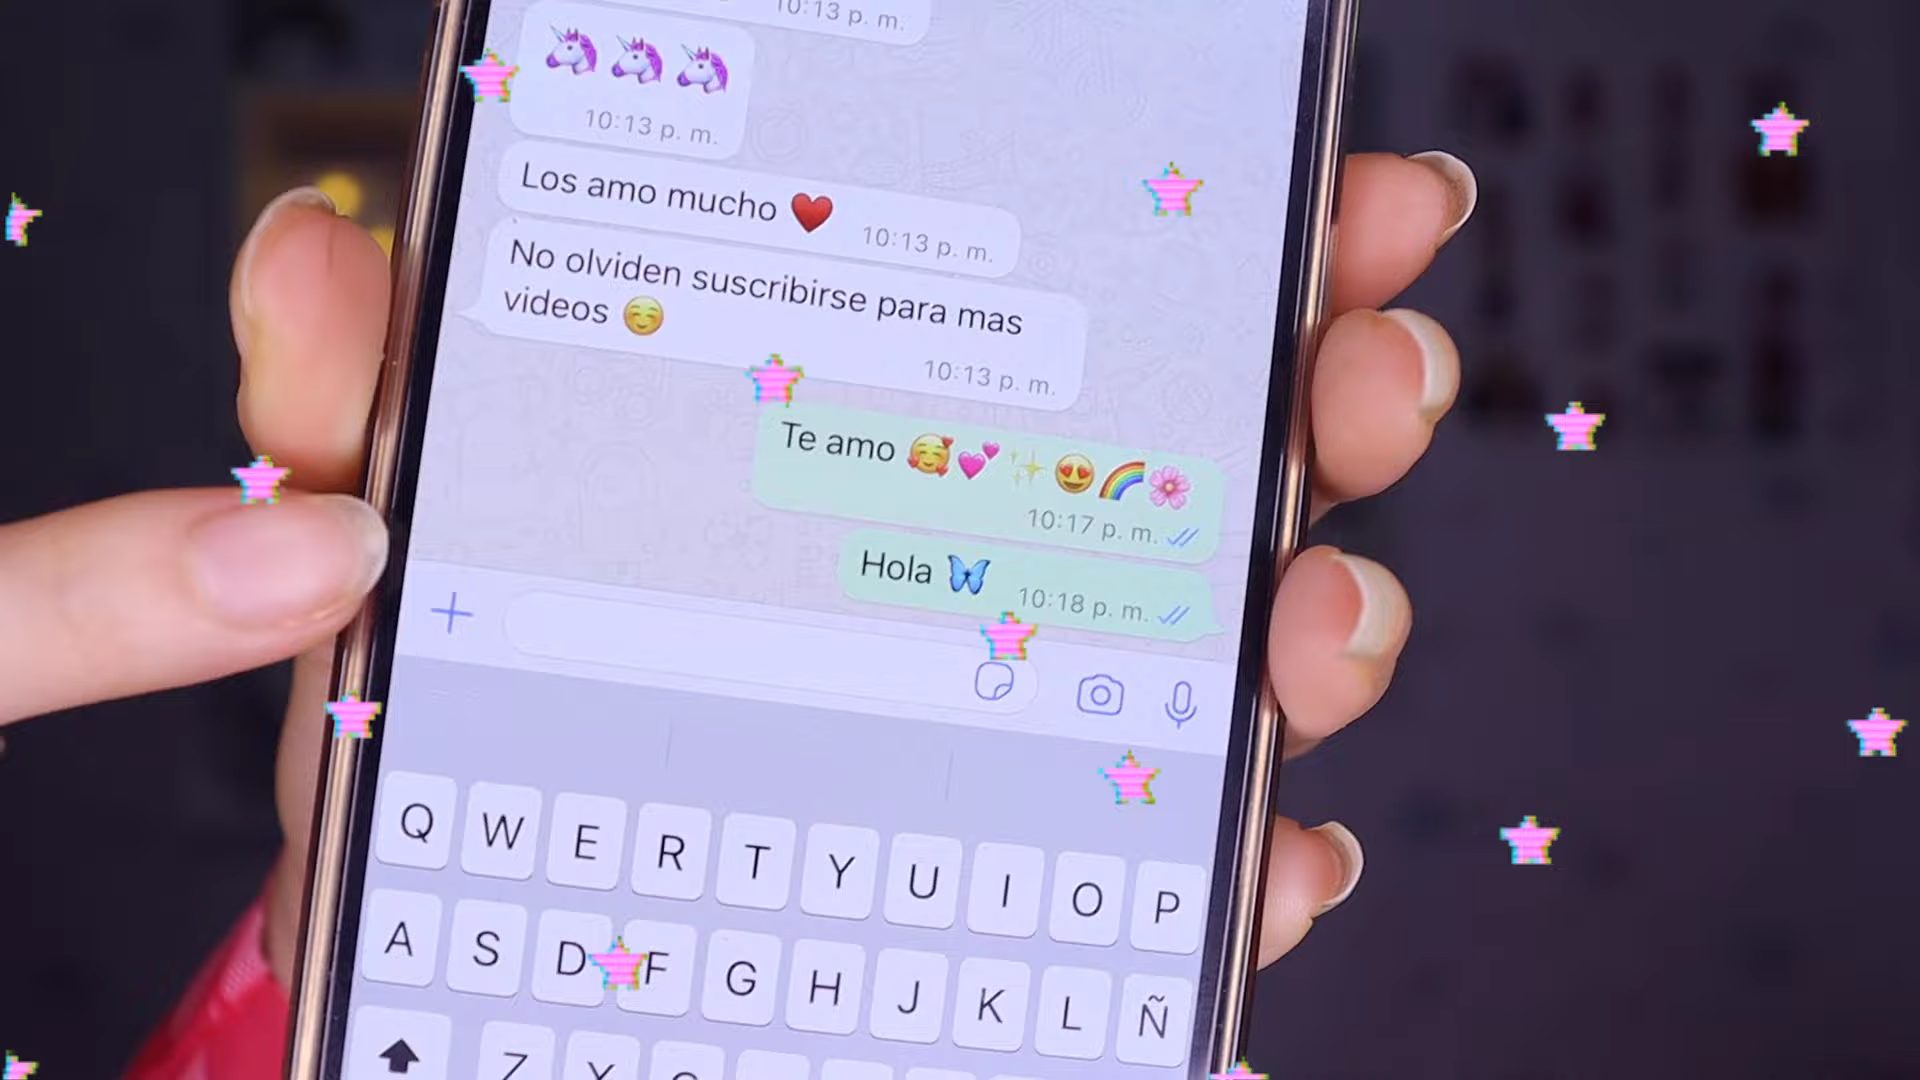 10:13 p. m.
🦄🦄🦄
10:13 p. m.
Los amo mucho ❤️ 10:13 p. m.
No olviden suscribirse para mas
videos ☺️
10:13 p. m.
Te amo 🥰💕✨😍🌈🌸
10:17 p. m.
Hola 🦋 10:18 p. m.
Q W E R T Y U I O P
A S D F G H J K L Ñ
Z X